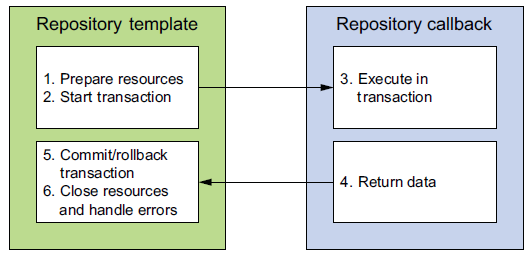 Repository template
1. Prepare resources
2. Start transaction
5. Commit/rollback
transaction
6. Close resources
and handle errors
Repository callback
3. Execute in
transaction
4. Return data